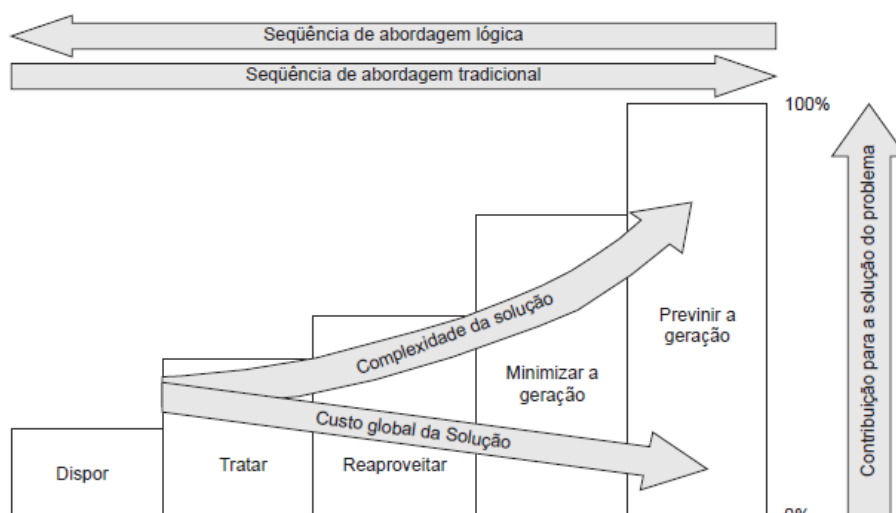 Seqüência de abordagem lógica
Seqüência de abordagem tradicional
100%
Contribuição para a solução do problema
Complexidade da solução
Previnir a
geração
Minimizar a
geração
Custo global da Solução
Dispor
Tratar
Reaproveitar
0%